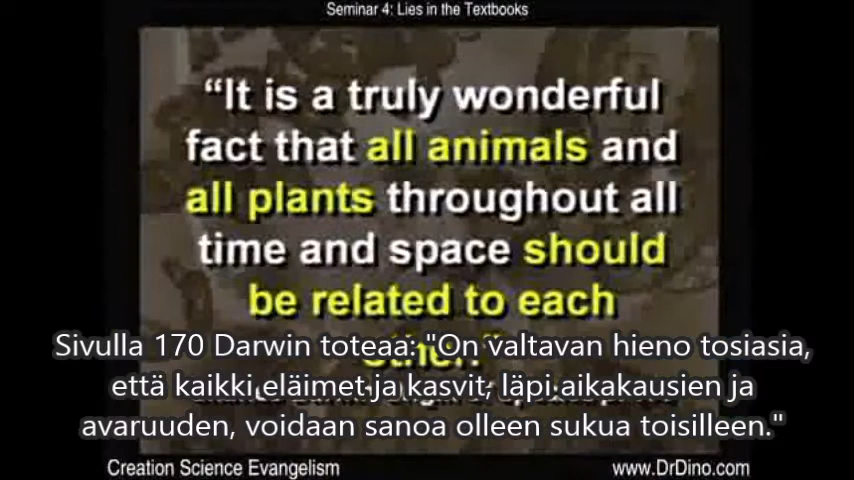 Seminar 4: Lies in the Textbooks
“It is a truly wonderful
fact that all animals and
all plants throughout all
time and space should
be related to each
other.”
Sivulla 170 Darwin toteaa: "On valtavan hieno tosiasia,
että kaikki eläimet ja kasvit, läpi aikakausien ja
avaruuden, voidaan sanoa olleen sukua toisilleen."
Creation Science Evangelism
www.DrDino.com